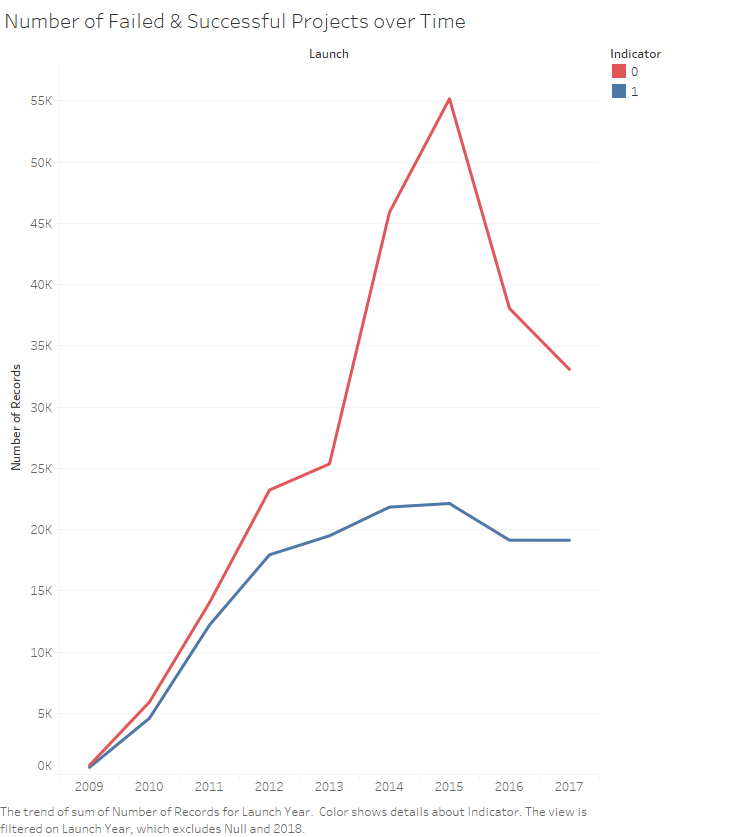 Number of Failed & Successful Projects over Time
Launch
Indicator
0
1
55K
50K
45K
40K
35K
30K
25K
20K
15K
10K
5K
0K
Number of Records
2009 2010 2011 2012 2013 2014 2015 2016 2017
The trend of sum of Number of Records for Launch Year.  Color shows details about Indicator. The view is
filtered on Launch Year, which excludes Null and 2018.